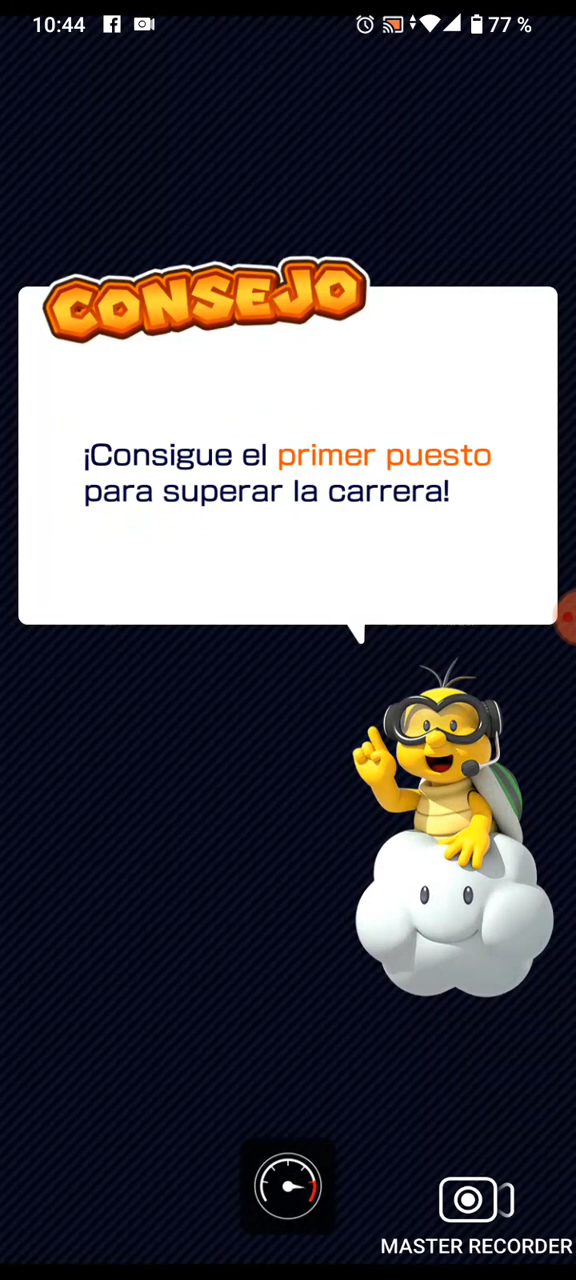 10:44
77 %
CONSEJO
¡Consigue el primer puesto
para superar la carrera!
MASTER RECORDER